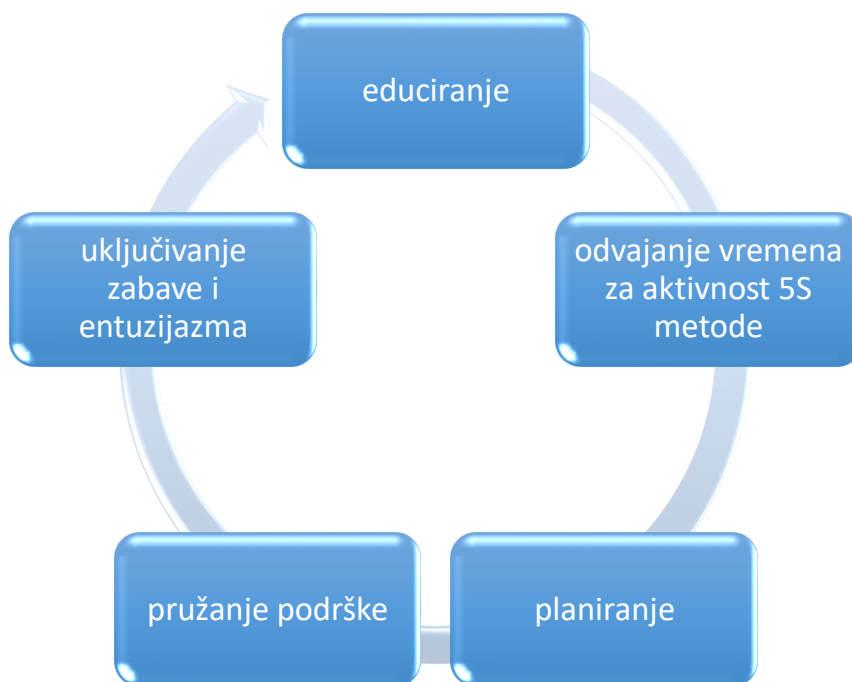 educiranje
odvajanje vremena
za aktivnost 5S
metode
planiranje
pružanje podrške
uključivanje
zabave i
entuzijazma